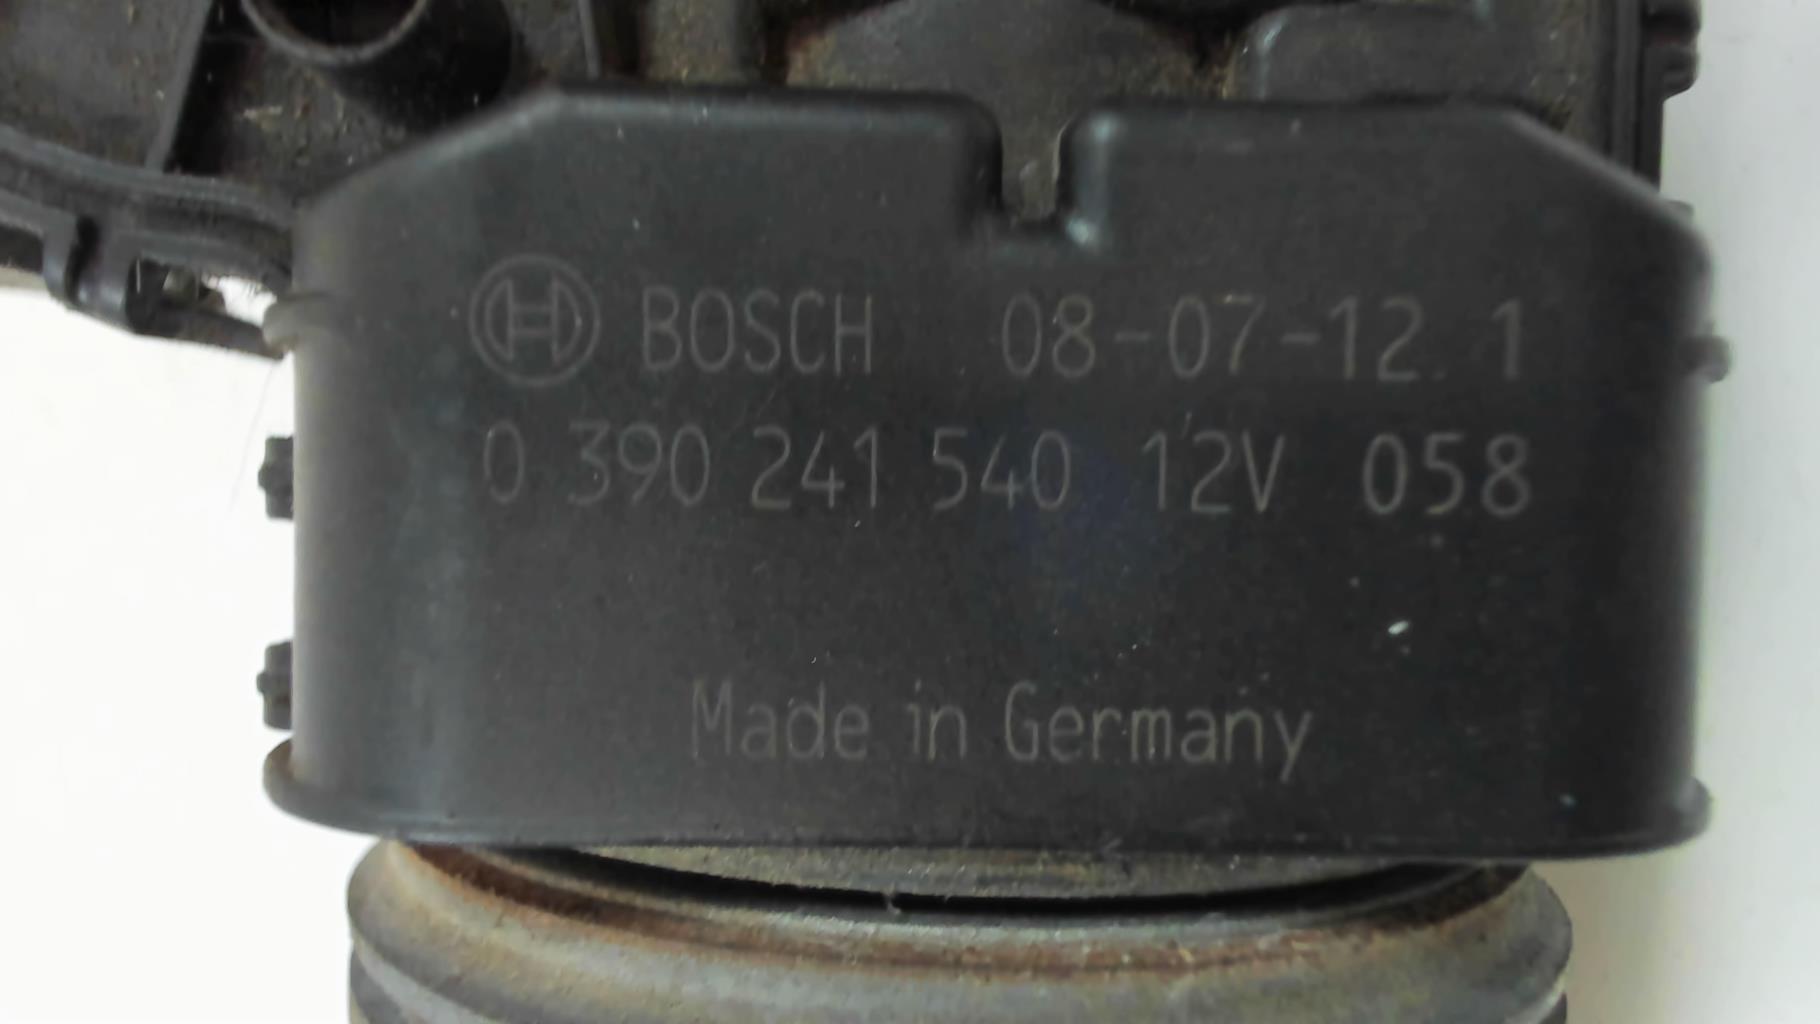 BOSCH 08-07-12 1
0 390 241 540 12V 058
Made in Germany